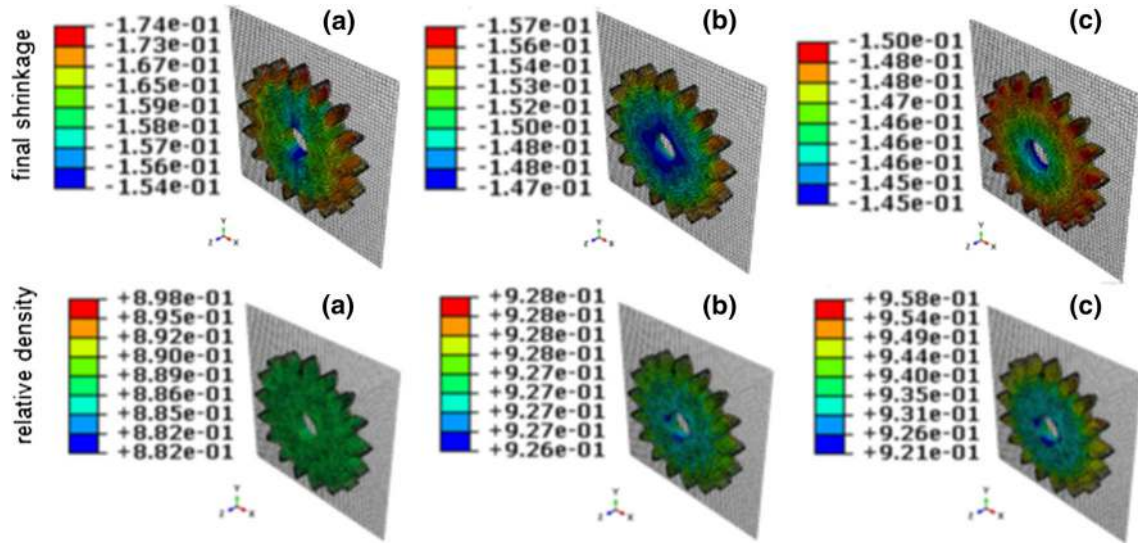 final shrinkage
(a)
-1.74e-01
-1.73e-01
-1.67e-01
-1.65e-01
-1.59e-01
-1.58e-01
-1.57e-01
-1.56e-01
-1.54e-01
Y
Z X
(b)
-1.57e-01
-1.56e-01
-1.54e-01
-1.53e-01
-1.52e-01
-1.50e-01
-1.48e-01
-1.48e-01
-1.47e-01
Y
Z X
(c)
-1.50e-01
-1.48e-01
-1.48e-01
-1.47e-01
-1.46e-01
-1.46e-01
-1.46e-01
-1.45e-01
-1.45e-01
Y
Z X
relative density
(a)
+8.98e-01
+8.95e-01
+8.92e-01
+8.90e-01
+8.89e-01
+8.86e-01
+8.85e-01
+8.82e-01
+8.82e-01
Y
Z X
(b)
+9.28e-01
+9.28e-01
+9.28e-01
+9.28e-01
+9.27e-01
+9.27e-01
+9.27e-01
+9.27e-01
+9.26e-01
Y
Z X
(c)
+9.58e-01
+9.54e-01
+9.49e-01
+9.44e-01
+9.40e-01
+9.35e-01
+9.31e-01
+9.26e-01
+9.21e-01
Y
Z X